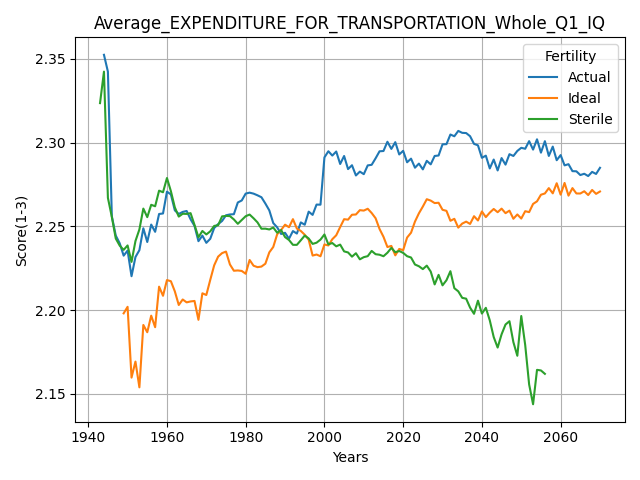 Average_EXPENDITURE_FOR_TRANSPORTATION_Whole_Q1_IQ
Fertility
Actual
Ideal
Sterile
2.35
2.30
2.25
2.20
2.15
Score(1-3)
1940 1960 1980 2000 2020 2040 2060
Years